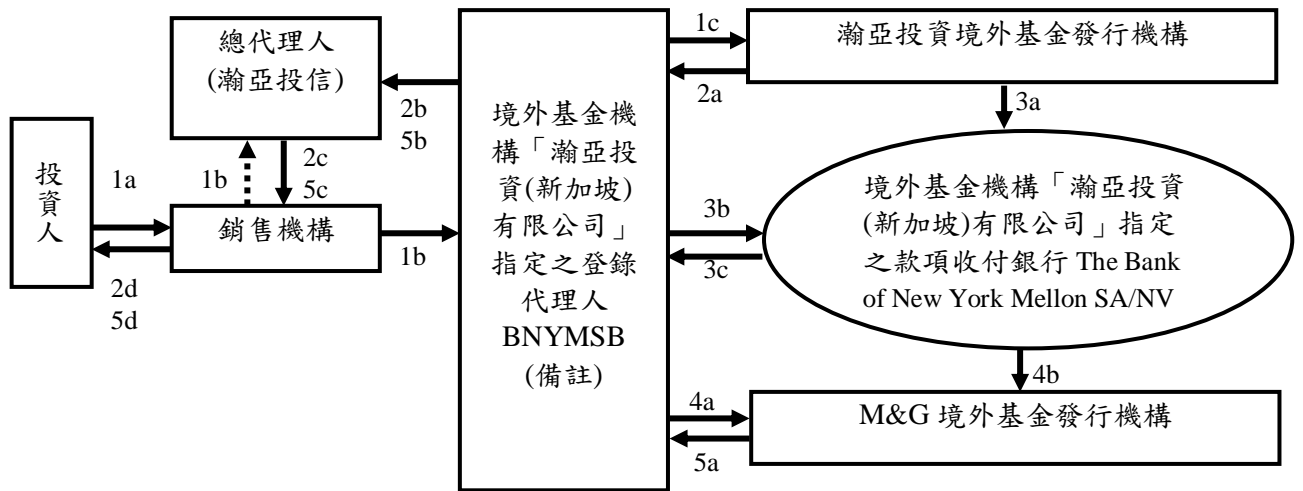 總代理人
(瀚亞投信)
2b
5b
1b
2c
5c
投
資
人
1a
銷售機構
1b
2d
5d
境外基金機
構「瀚亞投
資(新加坡)
有限公司」
指定之登錄
代理人
BNYMSB
(備註)
1c
2a
瀚亞投資境外基金發行機構
3a
3b
3c
境外基金機構「瀚亞投資
(新加坡)有限公司」指定
之款項收付銀行 The Bank
of New York Mellon SA/NV
4b
4a
5a
M&G 境外基金發行機構